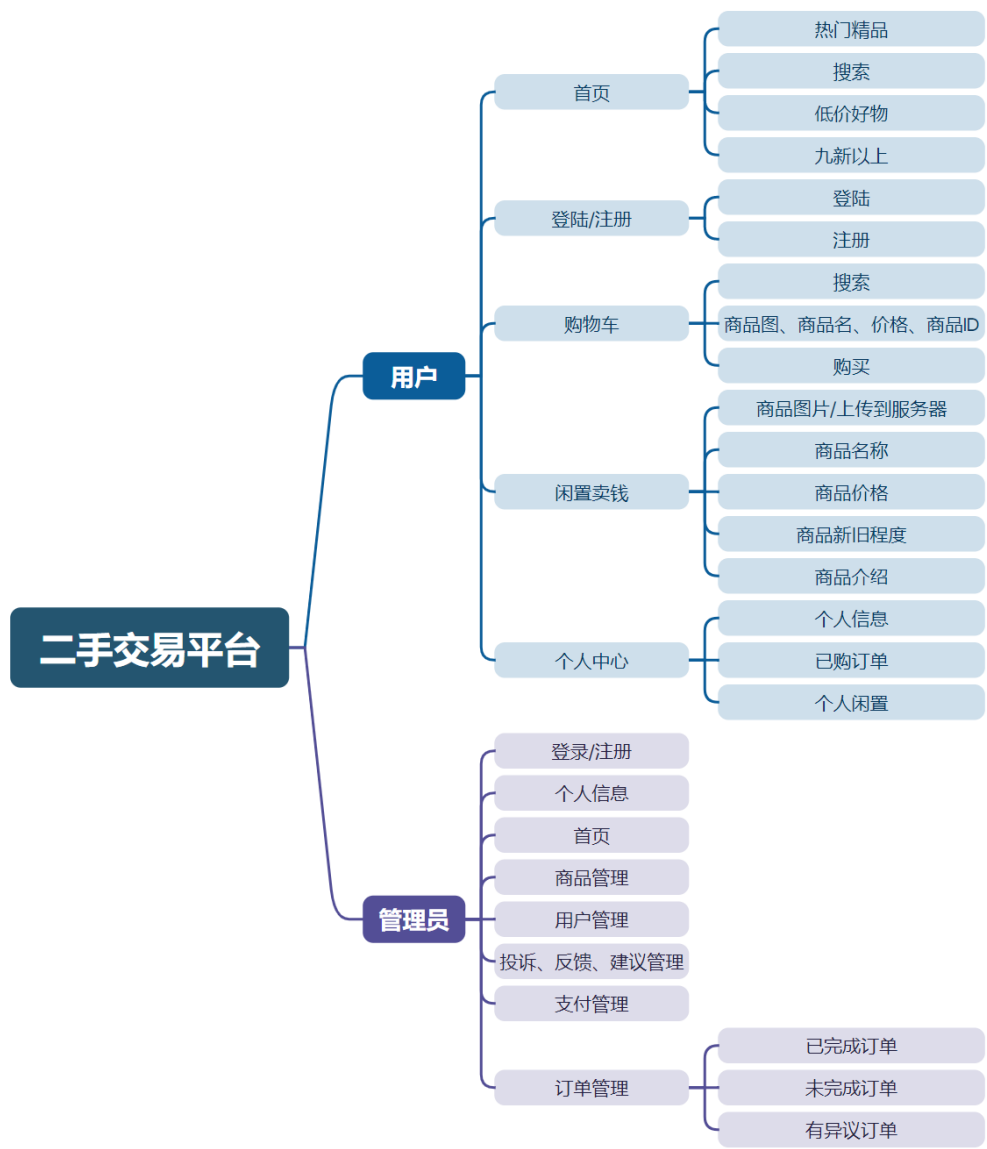 二手交易平台
用户
首页
热门精品
搜索
低价好物
九新以上
登陆/注册
登陆
注册
购物车
搜索
商品图、商品名、价格、商品ID
购买
闲置卖钱
商品图片/上传到服务器
商品名称
商品价格
商品新旧程度
商品介绍
个人中心
个人信息
已购订单
个人闲置
管理员
登录/注册
个人信息
首页
商品管理
用户管理
投诉、反馈、建议管理
支付管理
订单管理
已完成订单
未完成订单
有异议订单